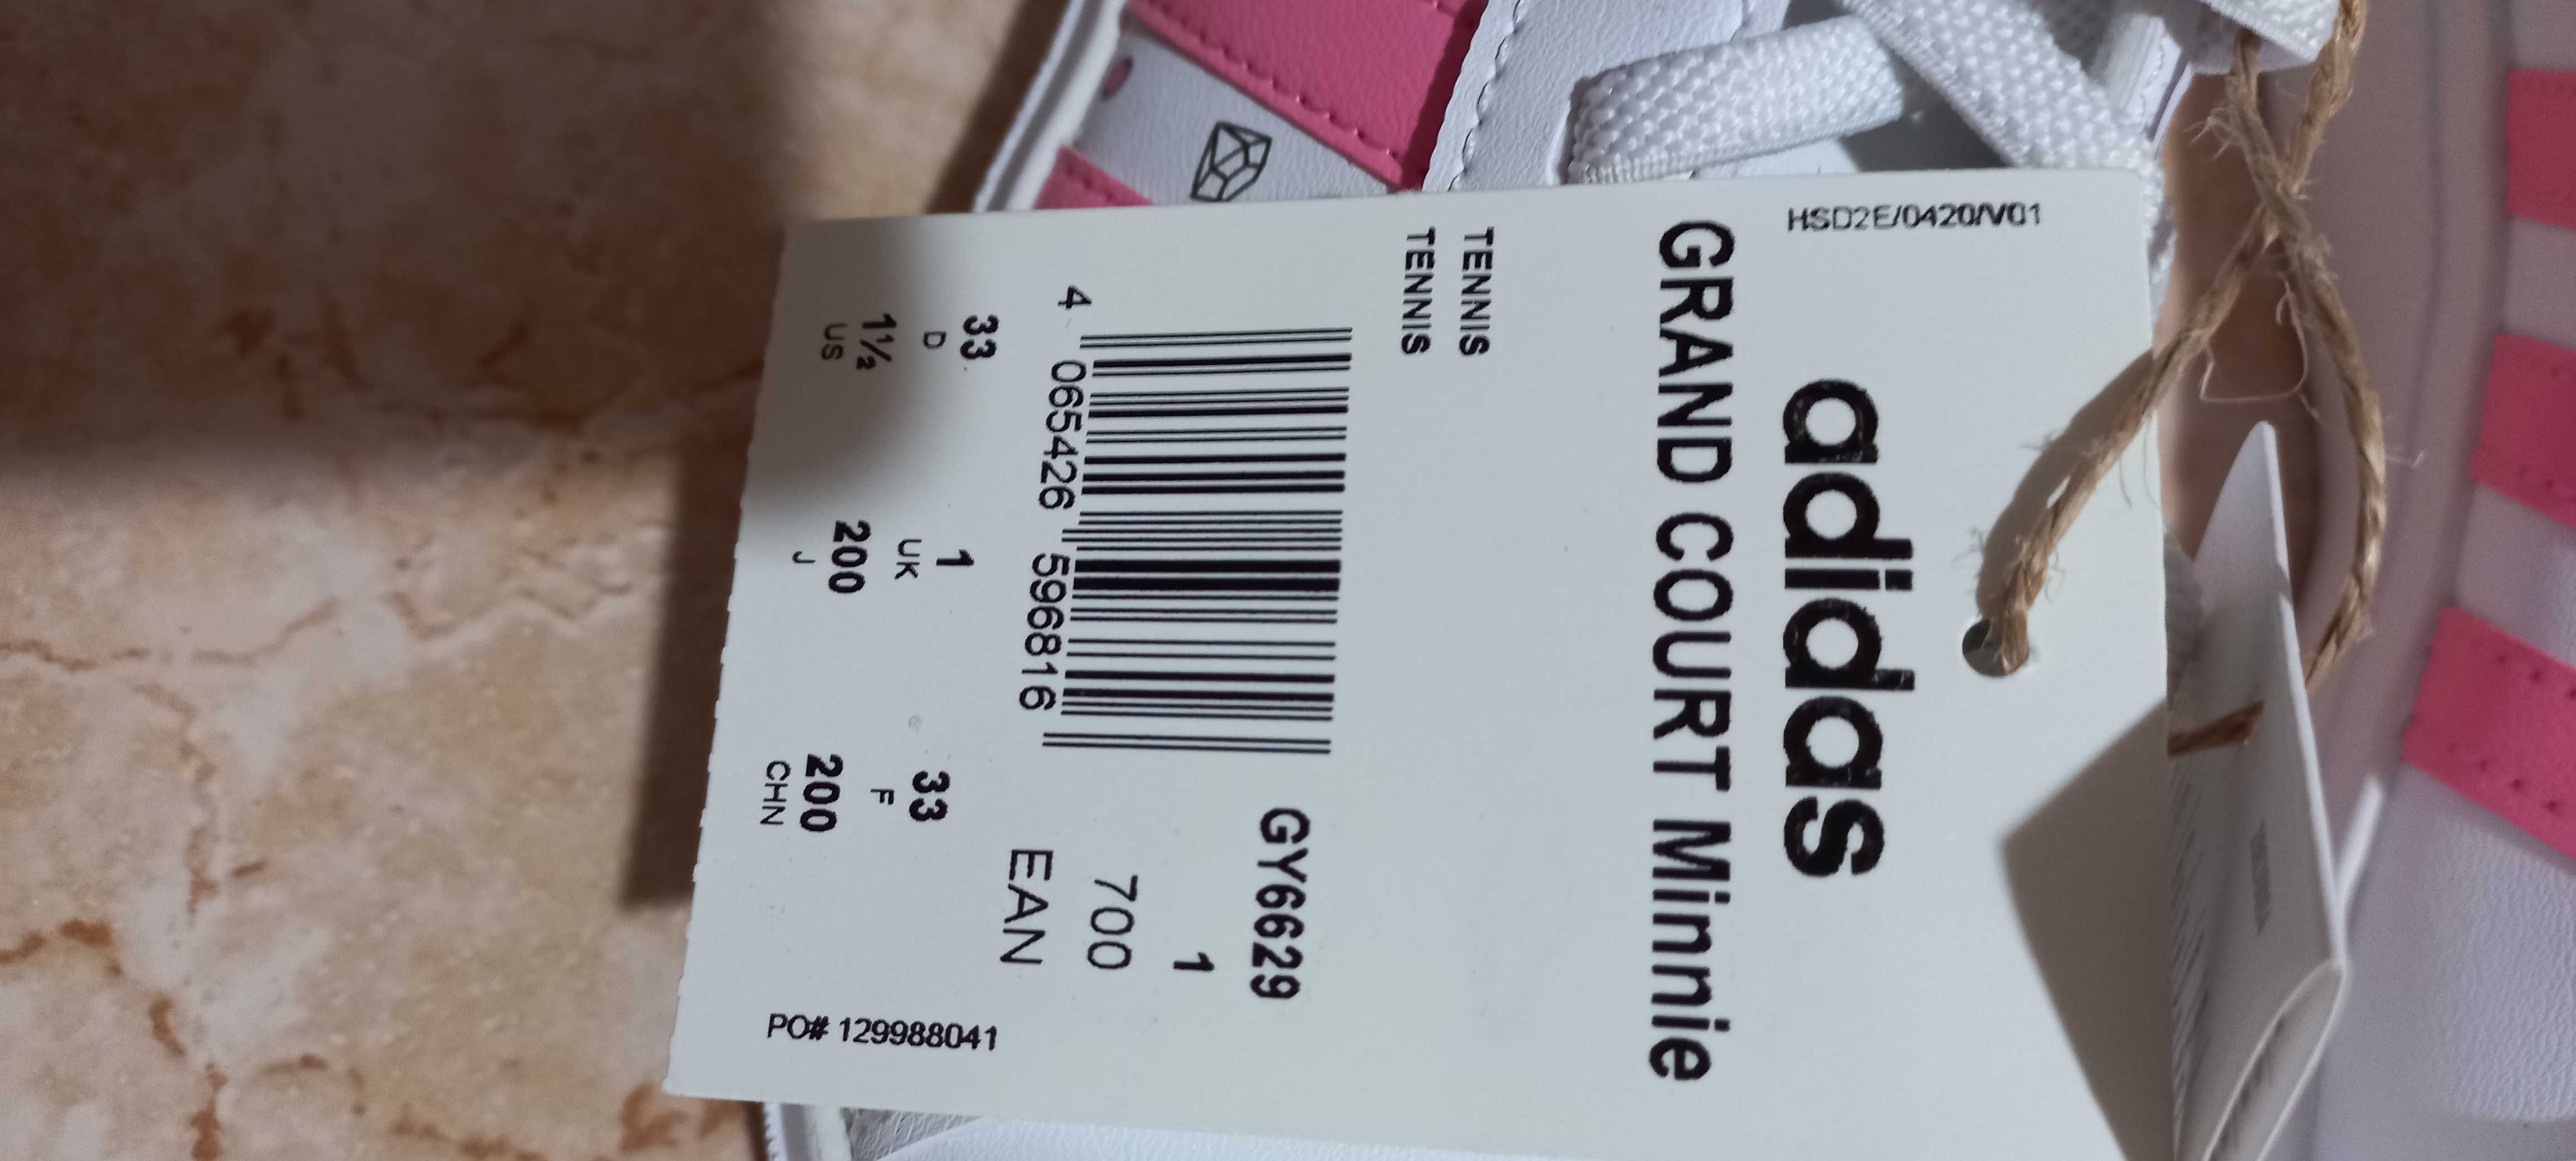 HSD2E/0420/V01
adidas
GRAND COURT Minnie
TENNIS
TENNIS
GY6629
1
700
4 065426 596816
EAN
33 1 33
D UK F
1½ 200 200
US J CHN
PO# 129988041